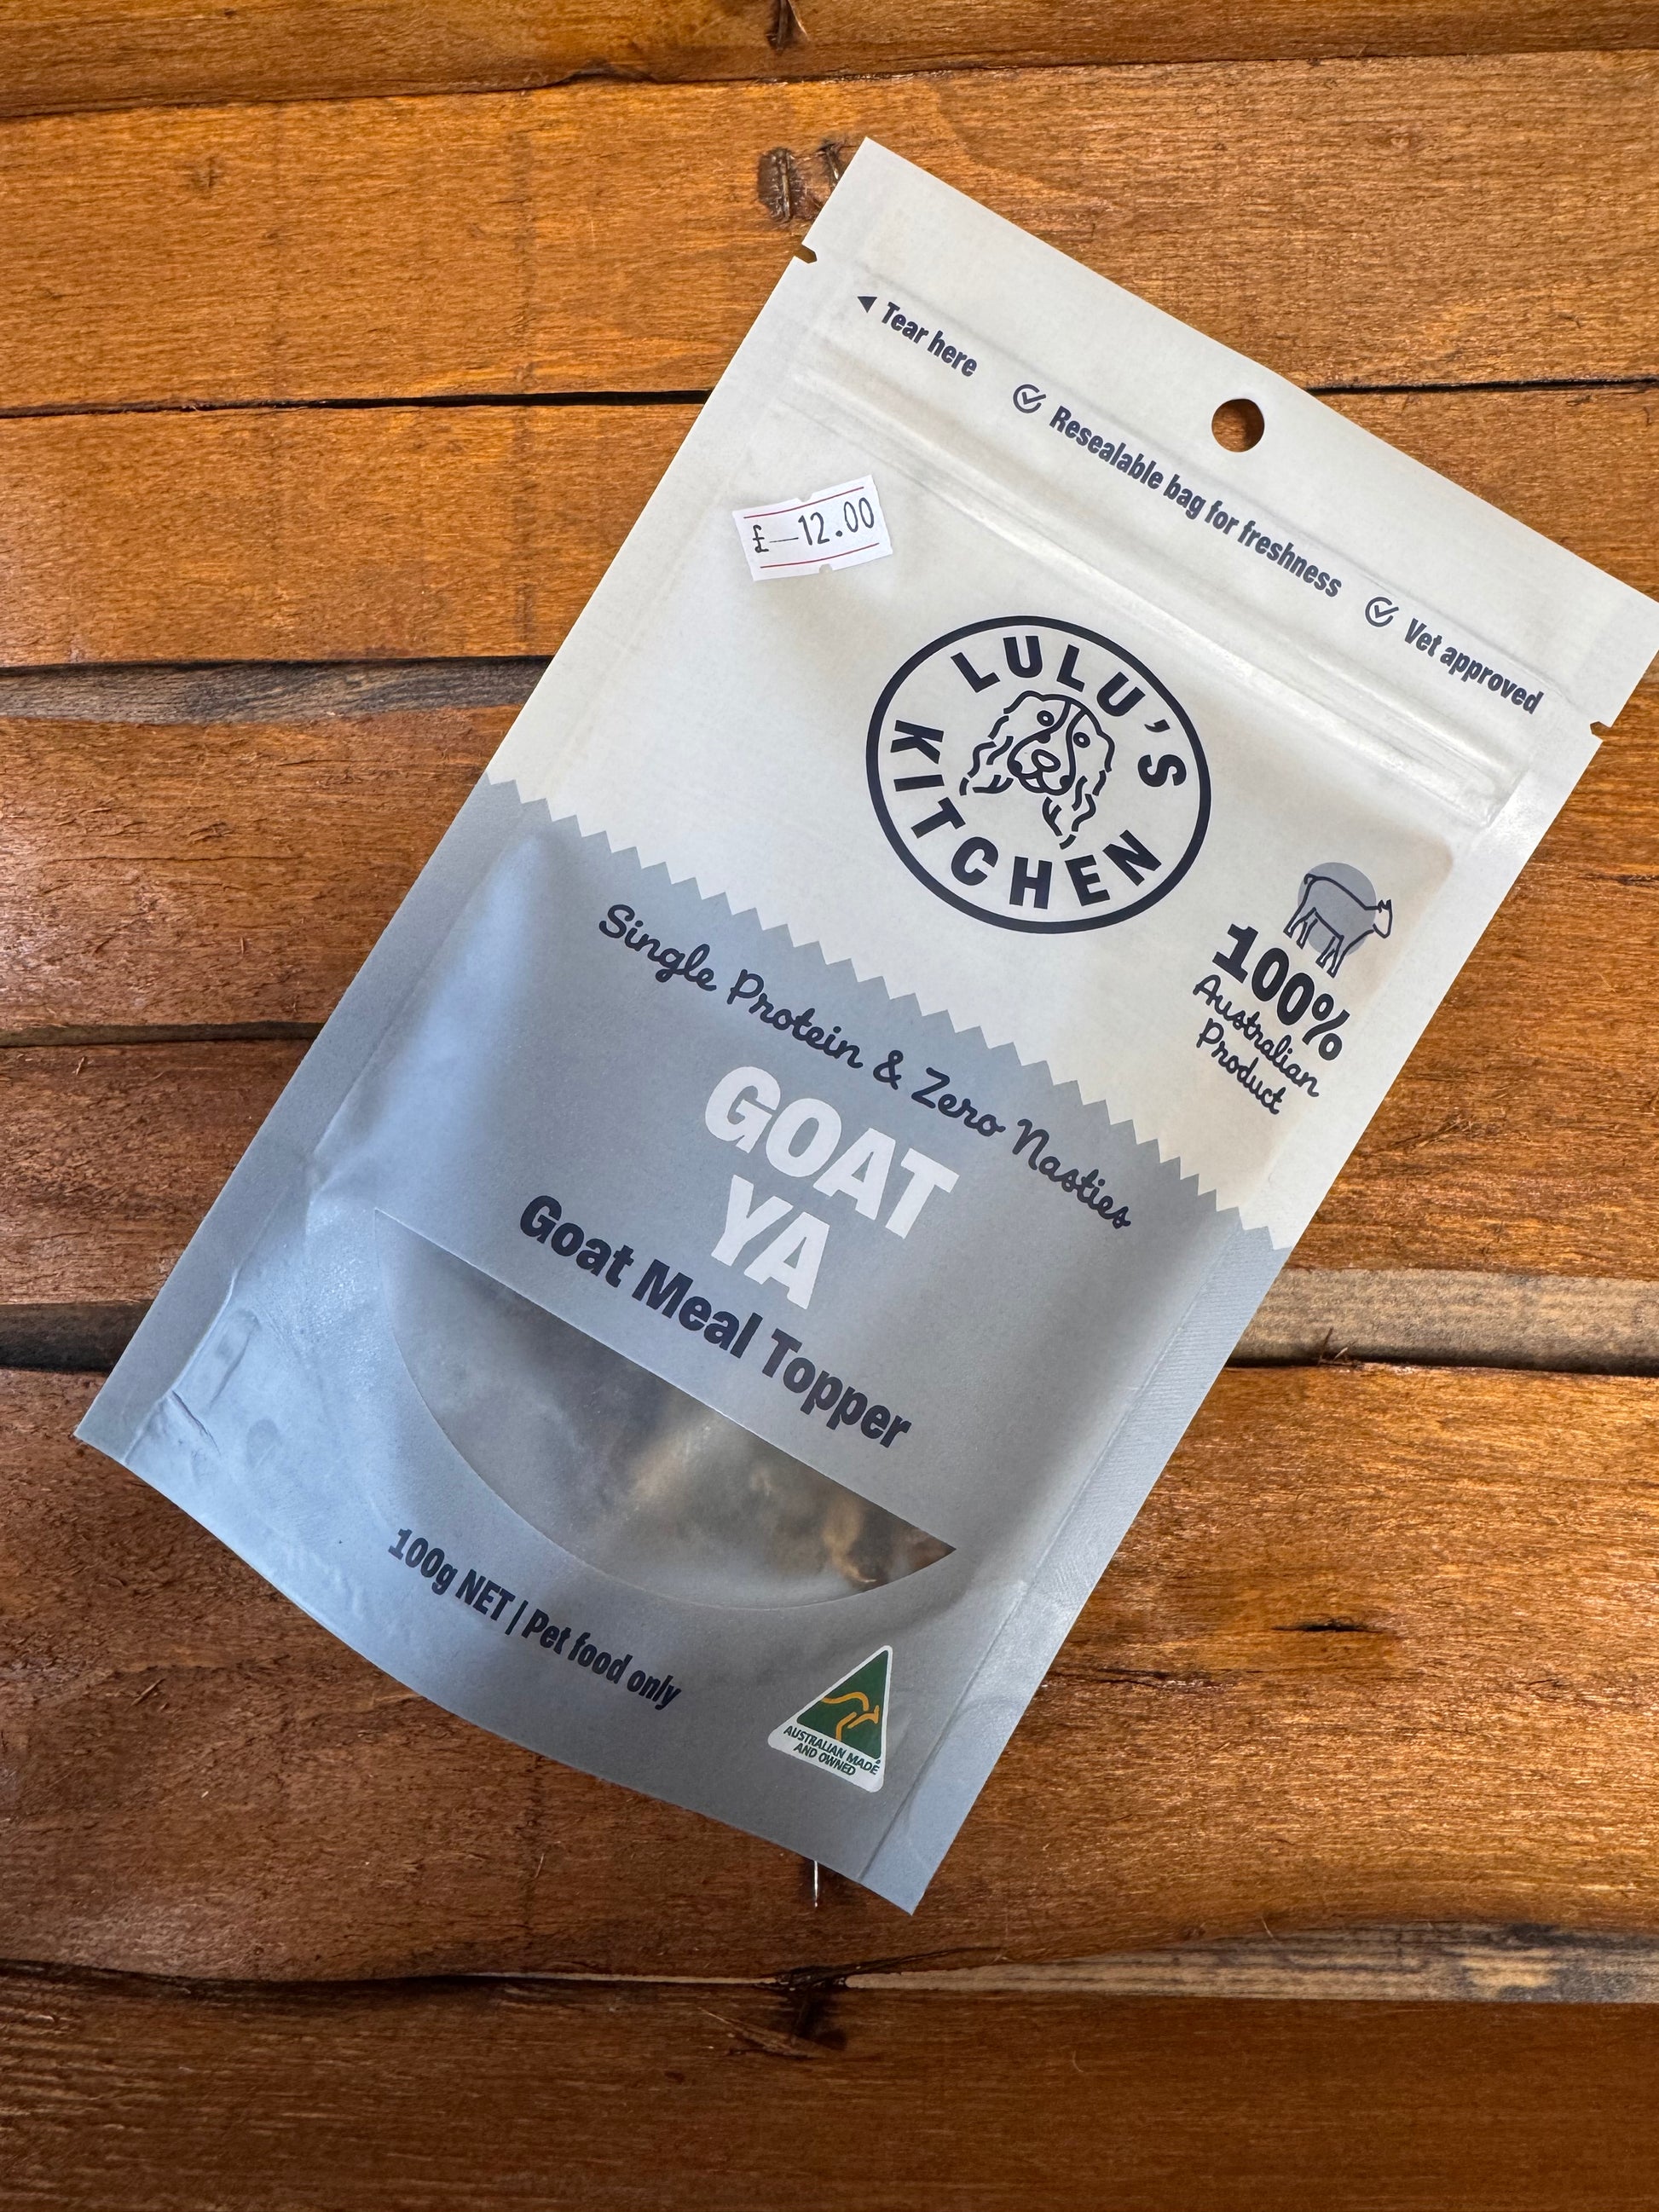 Tear here
Resealable bag for freshness
Vet approved
£—12.00
LULU'S
KITCHEN
100%
Australian
Product
Single Protein & Zero Nasties
GOAT
YA
Goat Meal Topper
100g NET | Pet food only
AUSTRALIAN MADE
AND OWNED